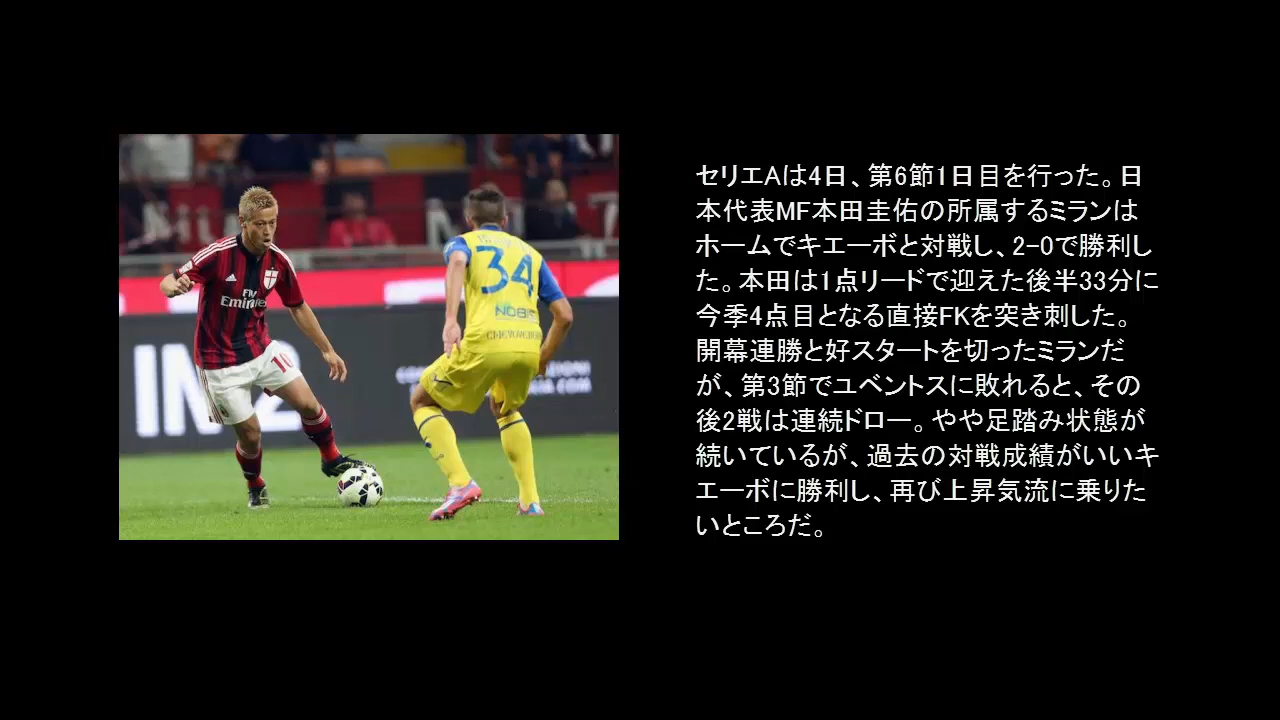 セリエAは4日、第6節1日目を行った。日
本代表MF本田圭佑の所属するミランは
ホームでキエーボと対戦し、2-0で勝利し
た。本田は1点リードで迎えた後半33分に
今季4点目となる直接FKを突き刺した。
開幕連勝と好スタートを切ったミランだ
が、第3節でユベントスに敗れると、その
後2戦は連続ドロー。やや足踏み状態が
続いているが、過去の対戦成績がいいキ
エーボに勝利し、再び上昇気流に乗りた
いところだ。
Fly
Emirates
10
34
NOBIS